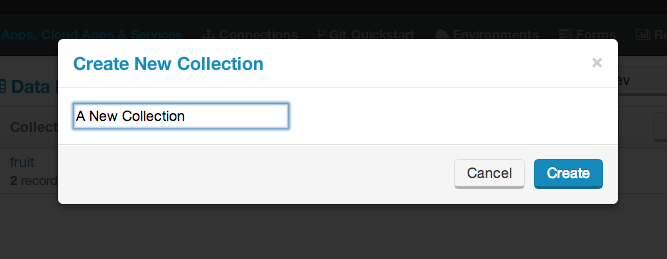 Apps, Cloud Apps & Services Connections Git Quickstart Environments Forms Re
Create New Collection ×
Data
ev
A New Collection
Collect
fruit
2 record
Cancel Create